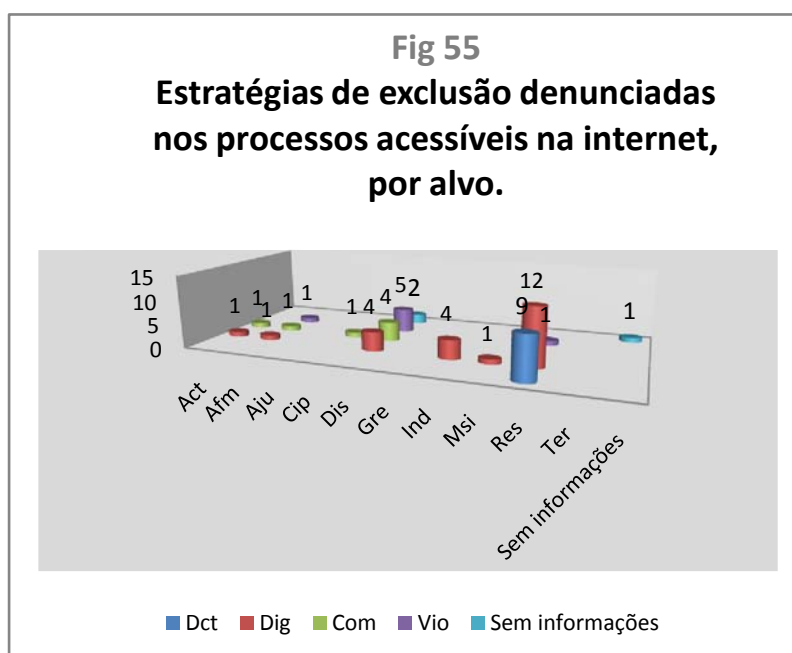 Fig 55
Estratégias de exclusão denunciadas
nos processos acessíveis na internet,
por alvo.
15
10
5
0
1 1 1 1 1 1 4 4 5 2 4 1 9 12 1 1
Act Afm Aju Cip Dis Gre Ind Msi Res Ter Sem informações
Dct Dig Com Vio Sem informações